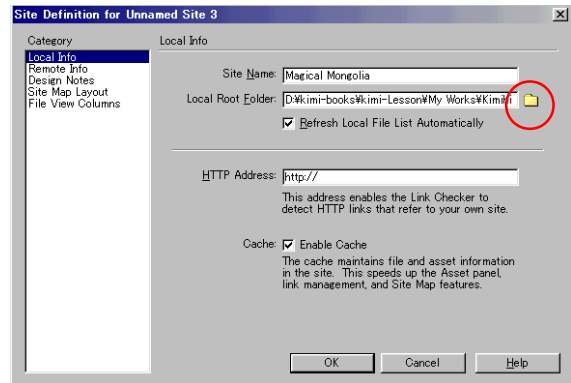 Site Definition for Unnamed Site 3
Category
Local Info
Local Info
Remote Info
Design Notes
Site Map Layout
File View Columns
Site Name: Magical Mongolia
Local Root Folder: D:¥kimi-books¥kimi-Lesson¥My Works¥Kimihi
Refresh Local File List Automatically
HTTP Address: http://
This address enables the Link Checker to
detect HTTP links that refer to your own site.
Cache: Enable Cache
The cache maintains file and asset information
in the site. This speeds up the Asset panel,
link management, and Site Map features.
OK Cancel Help